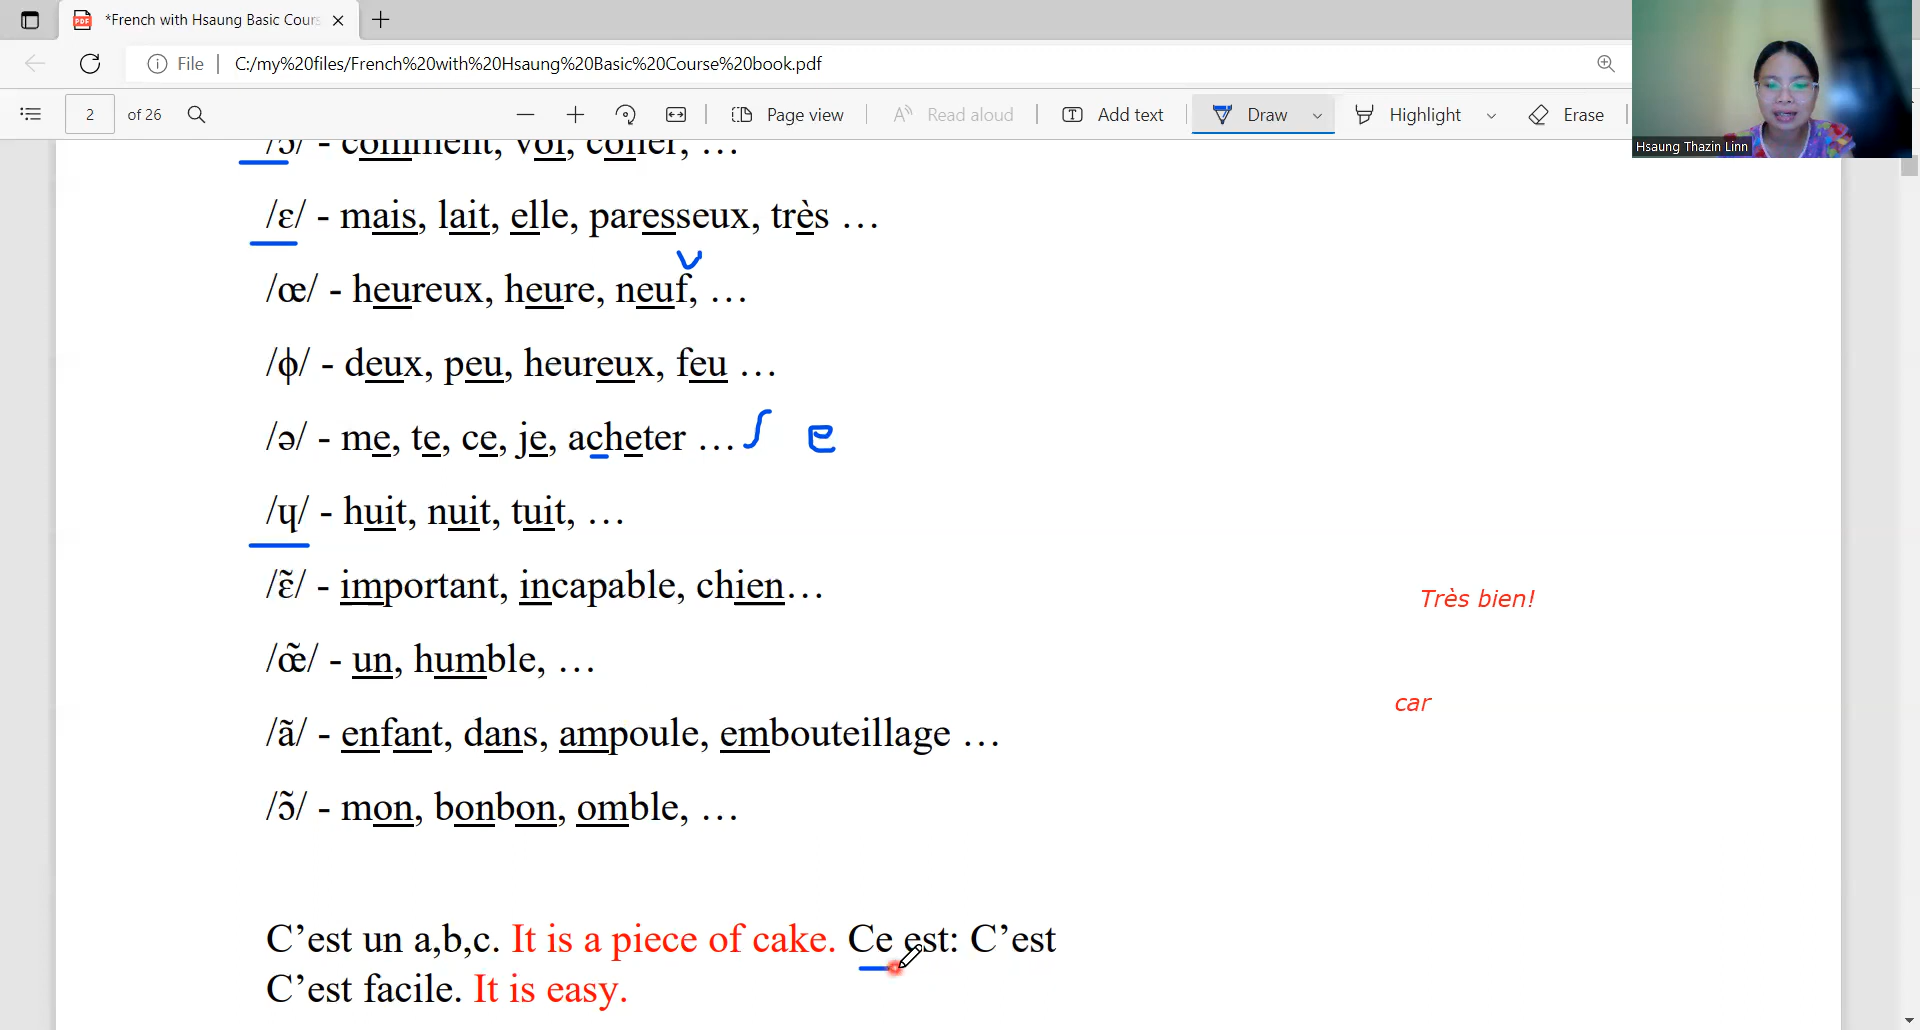 *French with Hsaung Basic Cours
File C:/my%20files/French%20with%20Hsaung%20Basic%20Course%20book.pdf
2 of 26 Page view Read aloud Add text Draw Highlight Erase
Hsaung Thazin Linn
/ɔ/ - comment, vol, coller, …
/ɛ/ - mais, lait, elle, paresseux, très …
v
/œ/ - heureux, heure, neuf, …
/ɸ/ - deux, peu, heureux, feu …
/ə/ - me, te, ce, je, acheter … ʃ
/ɥ/ - huit, nuit, tuit, …
/ɛ̃/ - important, incapable, chien…
Très bien!
/œ̃/ - un, humble, …
car
/ã/ - enfant, dans, ampoule, embouteillage …
/ɔ̃/ - mon, bonbon, omble, …
C’est un a,b,c. It is a piece of cake. Ce est: C’est
C’est facile. It is easy.